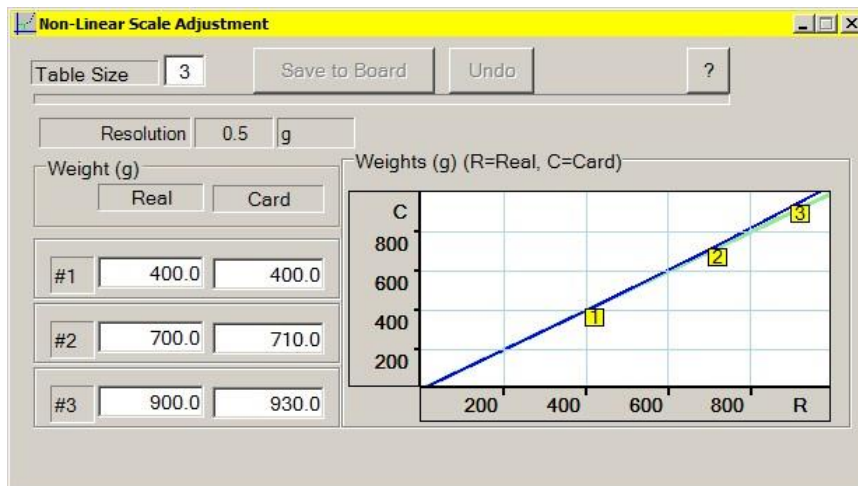 Non-Linear Scale Adjustment
Table Size 3 Save to Board Undo ?
Resolution 0.5 g
Weight (g)
Real Card
#1 400.0 400.0
#2 700.0 710.0
#3 900.0 930.0
Weights (g) (R=Real, C=Card)
C
800
600
400
200
1
2
3
200 400 600 800 R